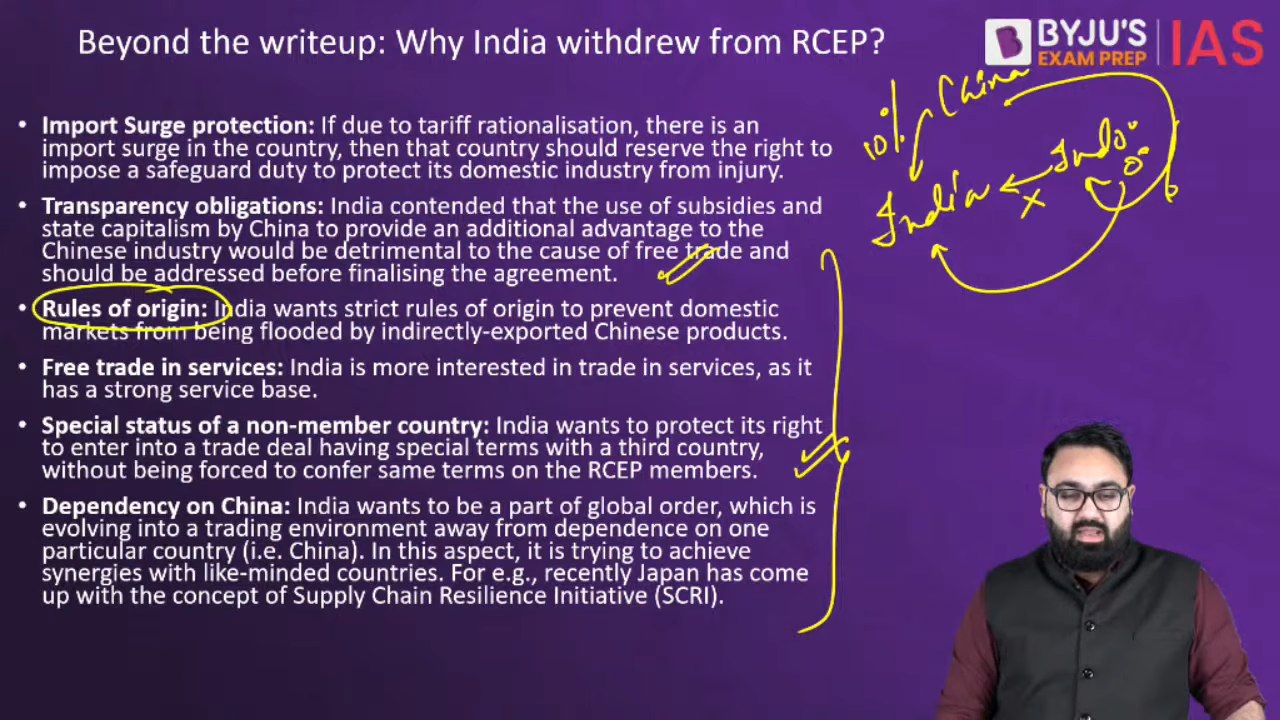 Beyond the writeup: Why India withdrew from RCEP?
BYJU'S
EXAM PREP
IAS
• Import Surge protection: If due to tariff rationalisation, there is an
import surge in the country, then that country should reserve the right to
impose a safeguard duty to protect its domestic industry from injury.
• Transparency obligations: India contended that the use of subsidies and
state capitalism by China to provide an additional advantage to the
Chinese industry would be detrimental to the cause of free trade and
should be addressed before finalising the agreement.
• Rules of origin: India wants strict rules of origin to prevent domestic
markets from being flooded by indirectly-exported Chinese products.
• Free trade in services: India is more interested in trade in services, as it
has a strong service base.
• Special status of a non-member country: India wants to protect its right
to enter into a trade deal having special terms with a third country,
without being forced to confer same terms on the RCEP members.
• Dependency on China: India wants to be a part of global order, which is
evolving into a trading environment away from dependence on one
particular country (i.e. China). In this aspect, it is trying to achieve
synergies with like-minded countries. For e.g., recently Japan has come
up with the concept of Supply Chain Resilience Initiative (SCRI).
10% China
Indo
India